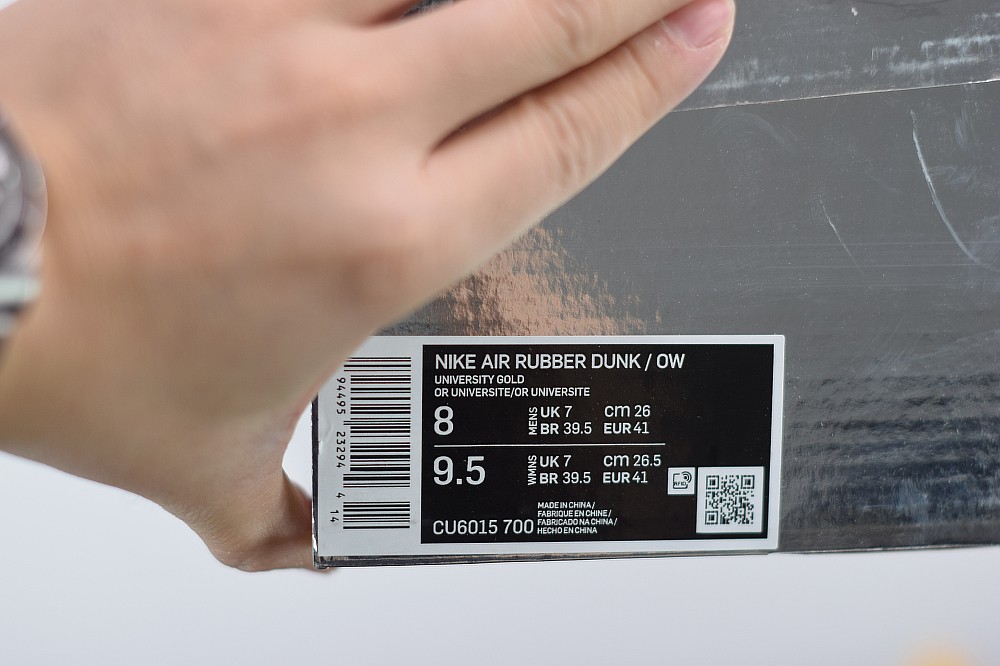 NIKE AIR RUBBER DUNK / OW
UNIVERSITY GOLD
OR UNIVERSITE/OR UNIVERSITE
8
MENS
UK 7 cm 26
BR 39.5 EUR 41
9.5
WMNS
UK 7 cm 26.5
BR 39.5 EUR 41
RFID
CU6015 700
MADE IN CHINA /
FABRIQUE EN CHINE /
FABRICADO NA CHINA /
HECHO EN CHINA
94495 23294 4 14